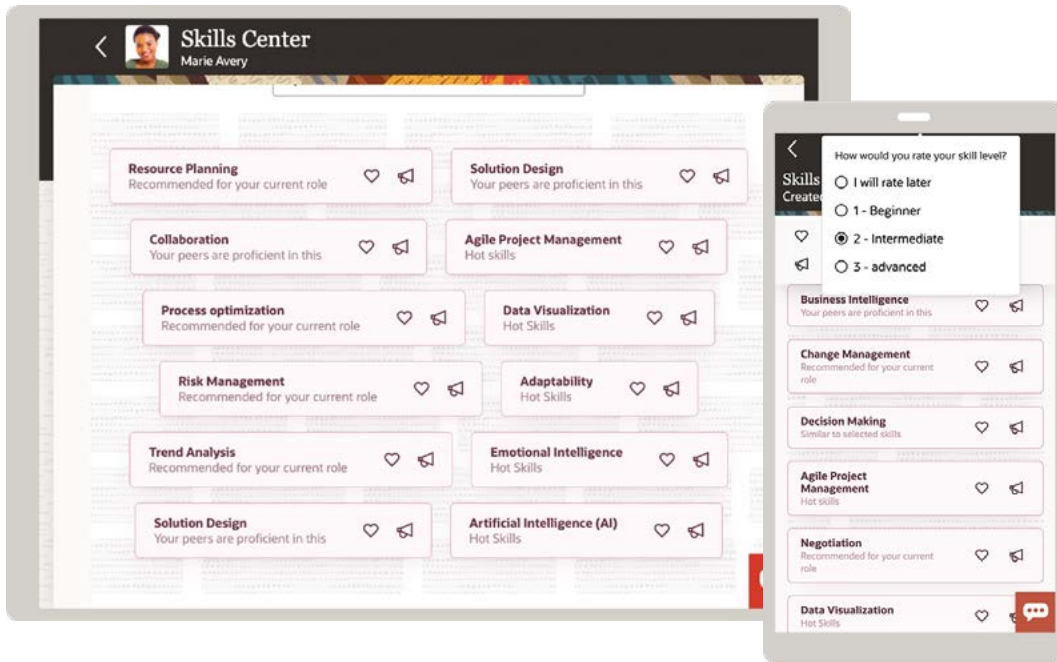 Skills Center
Marie Avery
Resource Planning
Recommended for your current role
Solution Design
Your peers are proficient in this
Collaboration
Your peers are proficient in this
Agile Project Management
Hot skills
Process optimization
Recommended for your current role
Data Visualization
Hot Skills
Risk Management
Recommended for your current role
Adaptability
Hot Skills
Trend Analysis
Recommended for your current role
Emotional Intelligence
Hot Skills
Solution Design
Your peers are proficient in this
Artificial Intelligence (AI)
Hot Skills
Skills
Created
How would you rate your skill level?
I will rate later
1 - Beginner
2 - Intermediate
3 - advanced
Business Intelligence
Your peers are proficient in this
Change Management
Recommended for your current
role
Decision Making
Similar to selected skills
Agile Project
Management
Hot skills
Negotiation
Recommended for your current
role
Data Visualization
Hot Skills